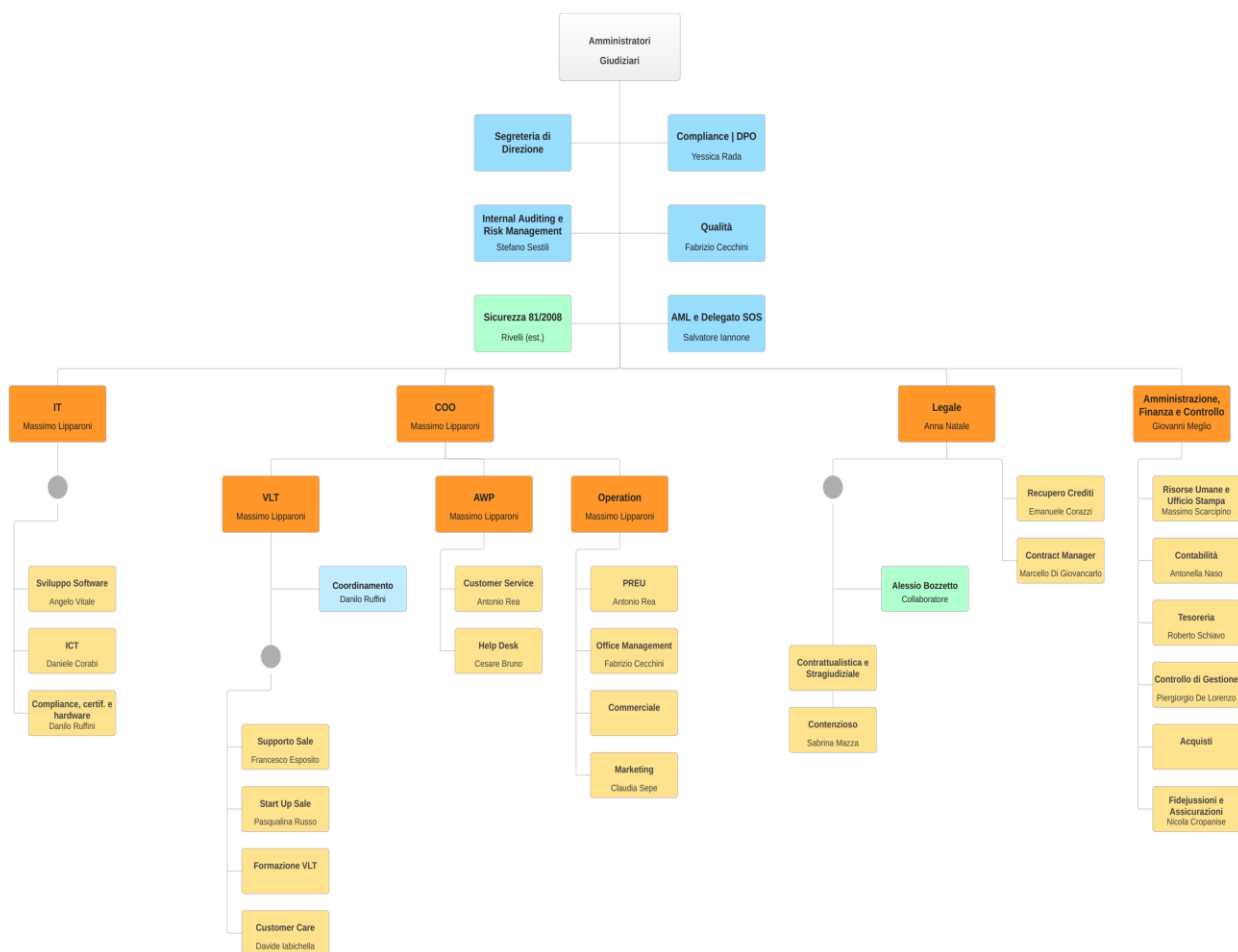 Amministratori
Giudiziari
Segreteria di
Direzione
Compliance | DPO
Yessica Rada
Internal Auditing e
Risk Management
Stefano Sestili
Qualità
Fabrizio Cecchini
Sicurezza 81/2008
Rivelli (est.)
AML e Delegato SOS
Salvatore Iannone
IT
Massimo Lipparoni
COO
Massimo Lipparoni
Legale
Anna Natale
Amministrazione,
Finanza e Controllo
Giovanni Meglio
VLT
Massimo Lipparoni
AWP
Massimo Lipparoni
Operation
Massimo Lipparoni
Recupero Crediti
Emanuele Corazzi
Risorse Umane e
Ufficio Stampa
Massimo Scarcipino
Sviluppo Software
Angelo Vitale
Coordinamento
Danilo Ruffini
Customer Service
Antonio Rea
PREU
Antonio Rea
Alessio Bozzetto
Collaboratore
Contract Manager
Marcello Di Giovancarlo
Contabilità
Antonella Naso
ICT
Daniele Corabi
Help Desk
Cesare Bruno
Office Management
Fabrizio Cecchini
Contrattualistica e
Stragiudiziale
Tesoreria
Roberto Schiavo
Compliance, certif. e
hardware
Danilo Ruffini
Commerciale
Contenzioso
Sabrina Mazza
Controllo di Gestione
Piergiorgio De Lorenzo
Supporto Sale
Francesco Esposito
Marketing
Claudia Sepe
Acquisti
Start Up Sale
Pasqualina Russo
Fidejussioni e
Assicurazioni
Nicola Cropanise
Formazione VLT
Customer Care
Davide Iabichella